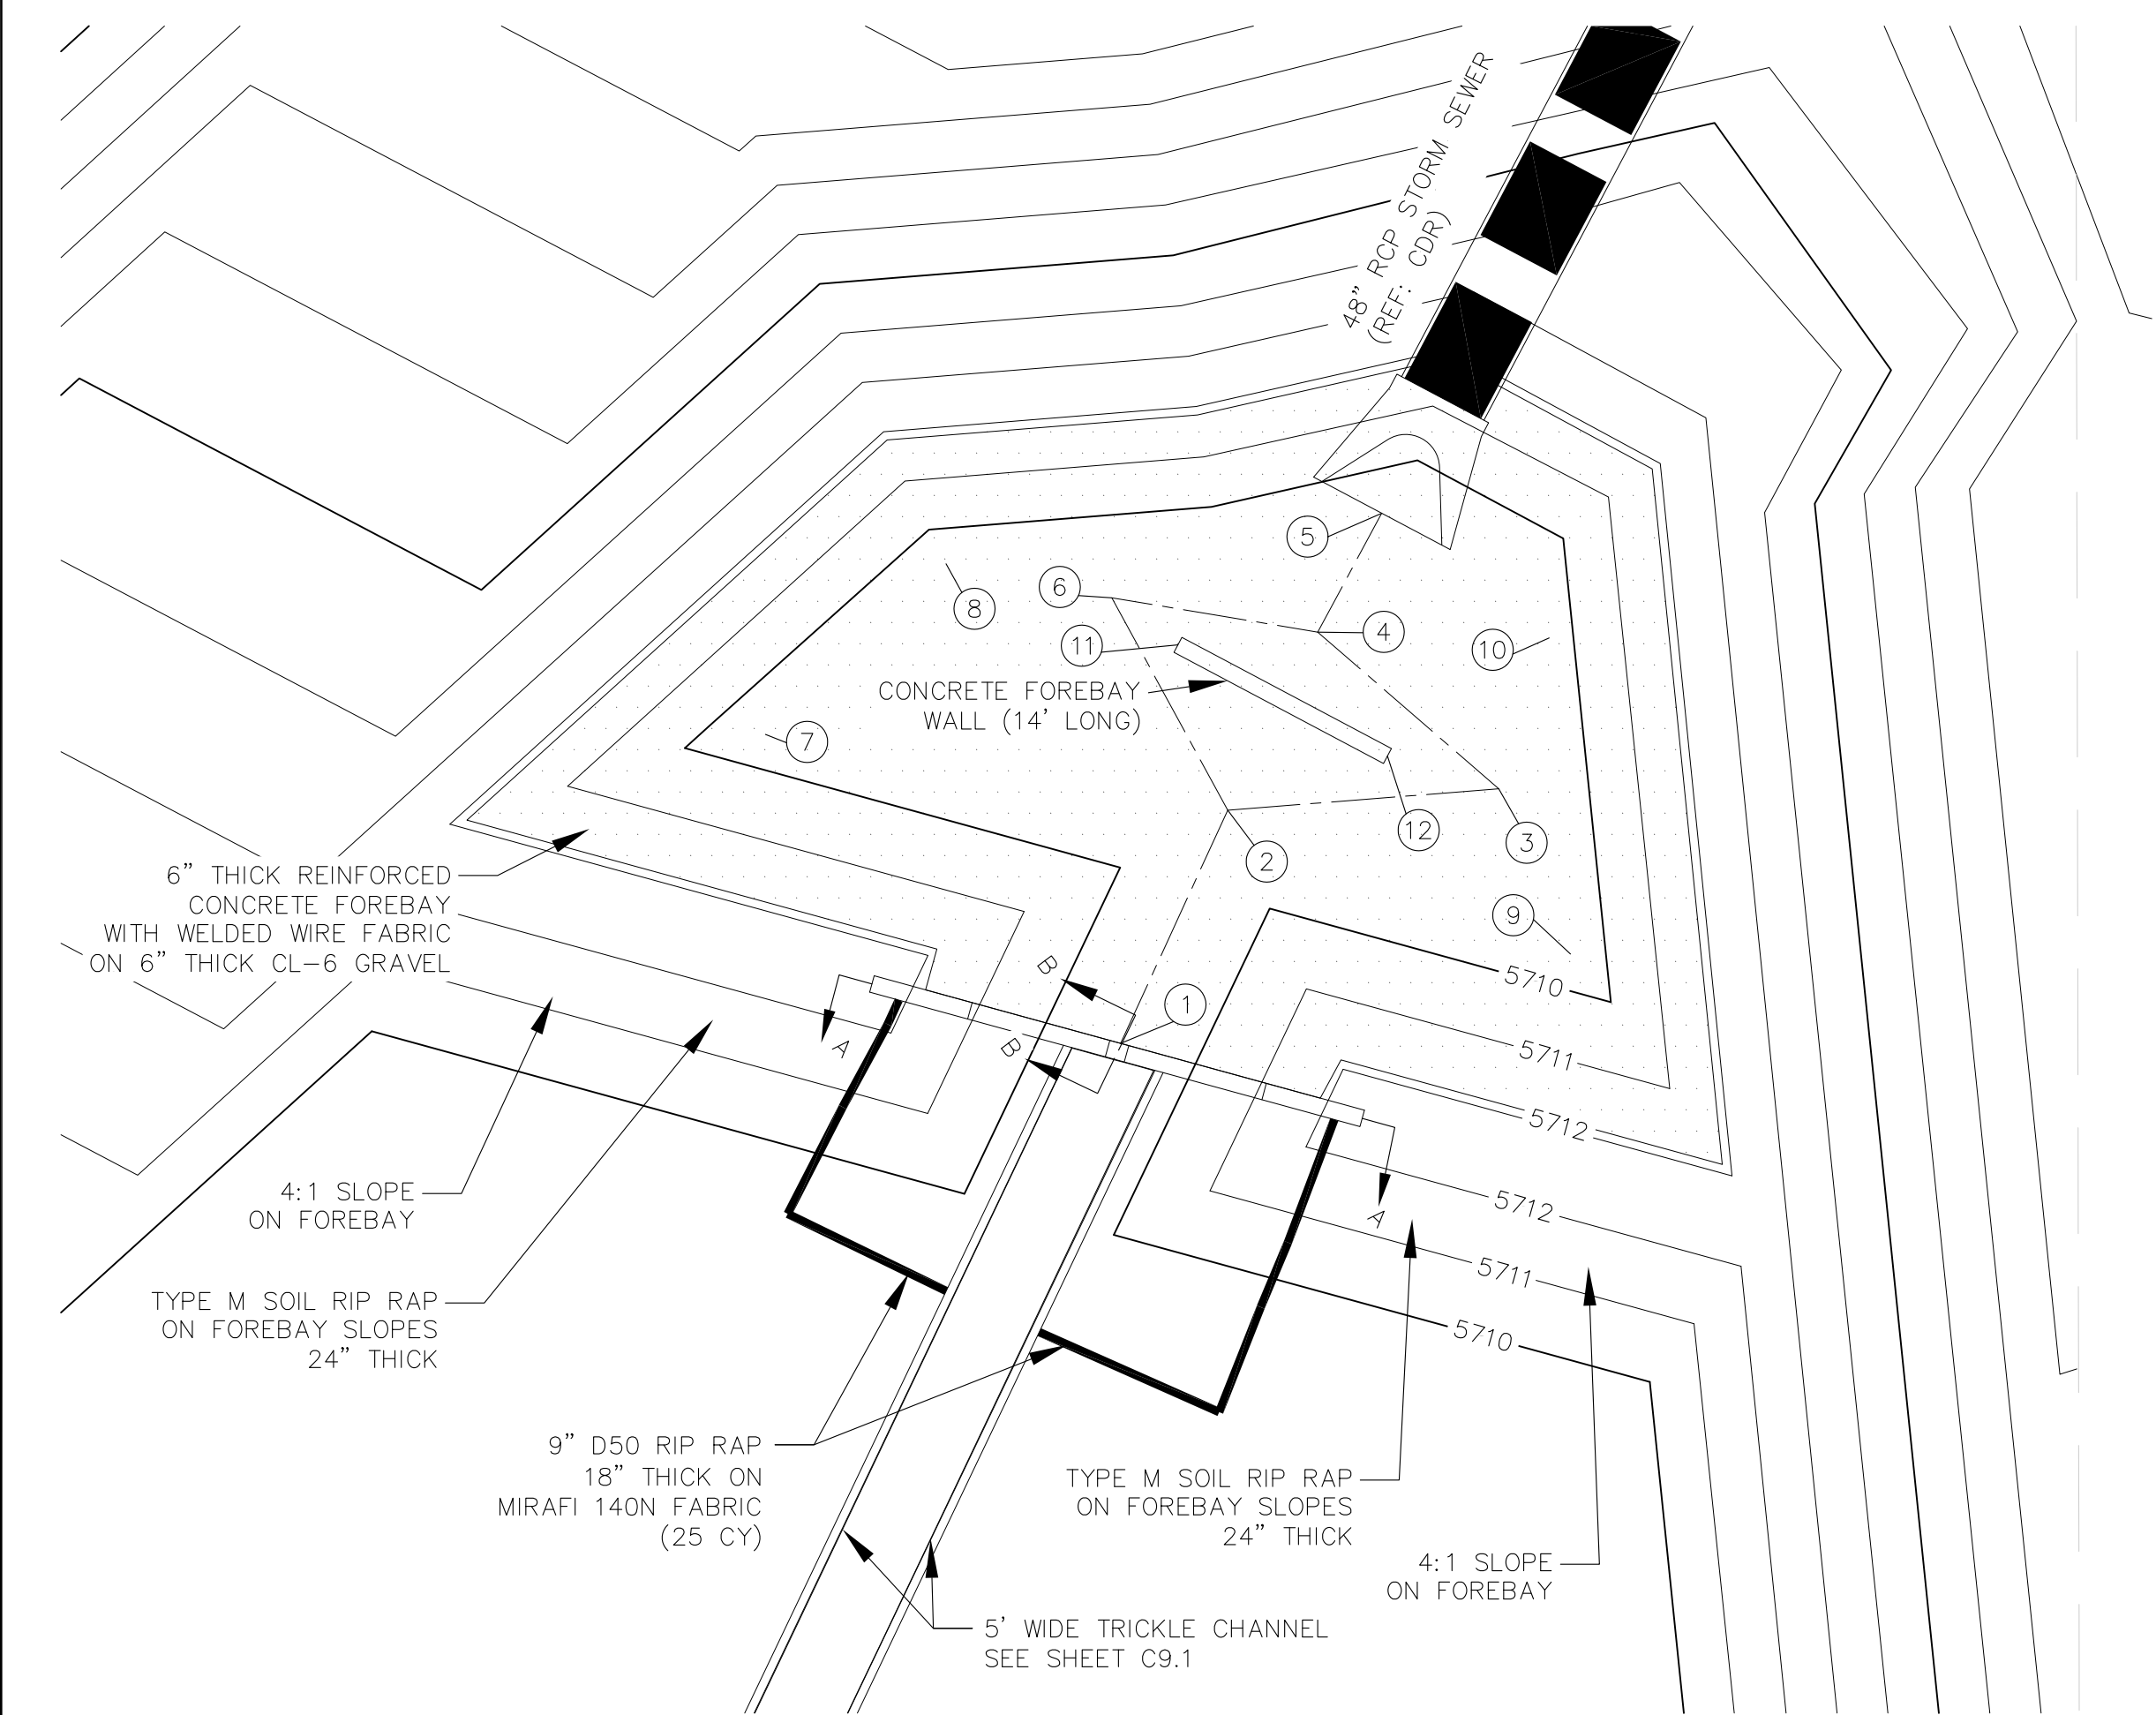 48" RCP STORM SEWER
(REF: CDR)
5
6
8
4
11
10
CONCRETE FOREBAY
WALL (14' LONG)
7
12
3
2
6" THICK REINFORCED
CONCRETE FOREBAY
WITH WELDED WIRE FABRIC
ON 6" THICK CL-6 GRAVEL
9
B
5710
1
A
B
5711
5712
4:1 SLOPE
ON FOREBAY
5712
A
5711
TYPE M SOIL RIP RAP
ON FOREBAY SLOPES
24" THICK
5710
9" D50 RIP RAP
18" THICK ON
MIRAFI 140N FABRIC
(25 CY)
TYPE M SOIL RIP RAP
ON FOREBAY SLOPES
24" THICK
4:1 SLOPE
ON FOREBAY
5' WIDE TRICKLE CHANNEL
SEE SHEET C9.1